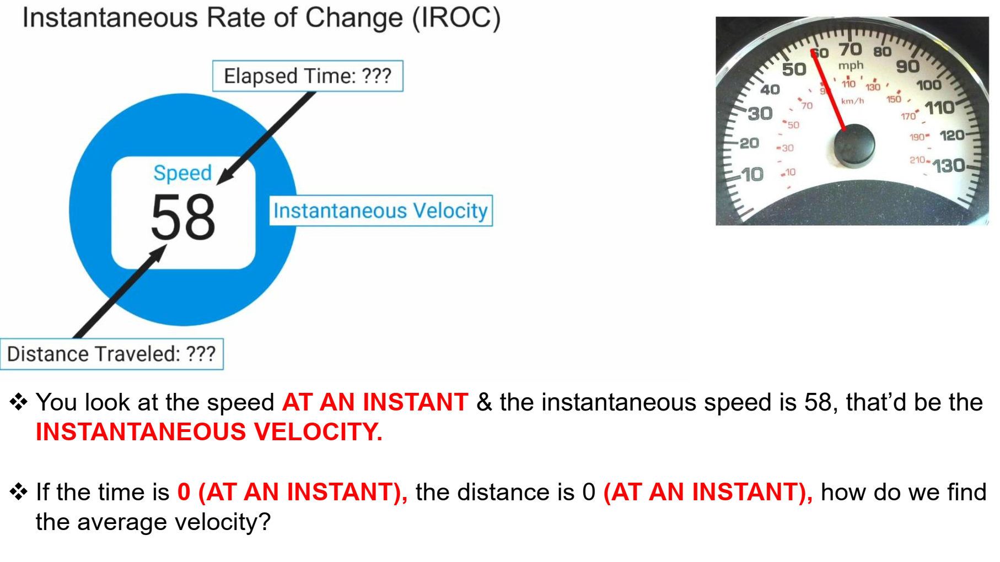 Instantaneous Rate of Change (IROC)
Elapsed Time: ???
Speed
58
Instantaneous Velocity
Distance Traveled: ???
10
20
30
40
50
60
70
80
90
100
110
120
130
mph
km/h
10
30
50
70
110
130
150
170
190
210
❖ You look at the speed AT AN INSTANT & the instantaneous speed is 58, that’d be the
INSTANTANEOUS VELOCITY.
❖ If the time is 0 (AT AN INSTANT), the distance is 0 (AT AN INSTANT), how do we find
the average velocity?